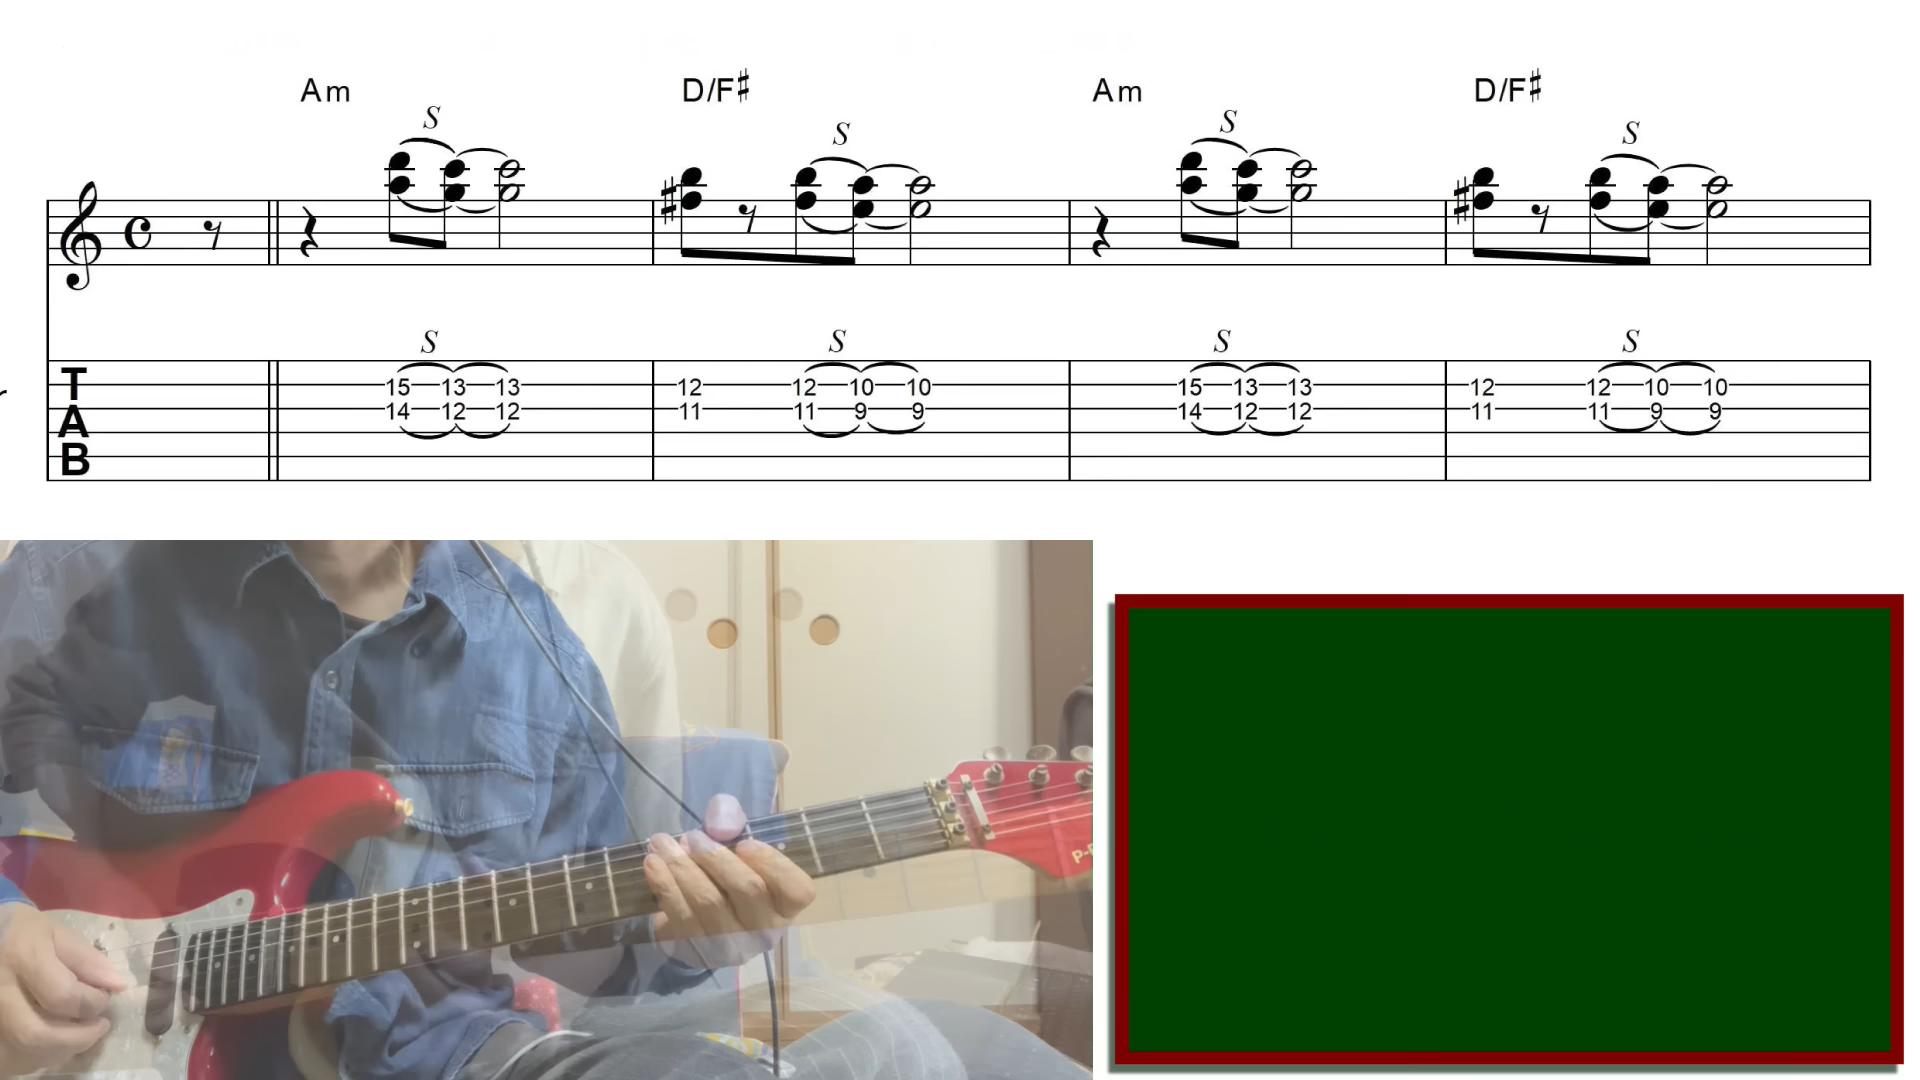 Am D/F♯ Am D/F♯
S S S S
S S S S
T 15 13 13 12 12 10 10 15 13 13 12 12 10 10
A 14 12 12 11 11 9 9 14 12 12 11 11 9 9
B